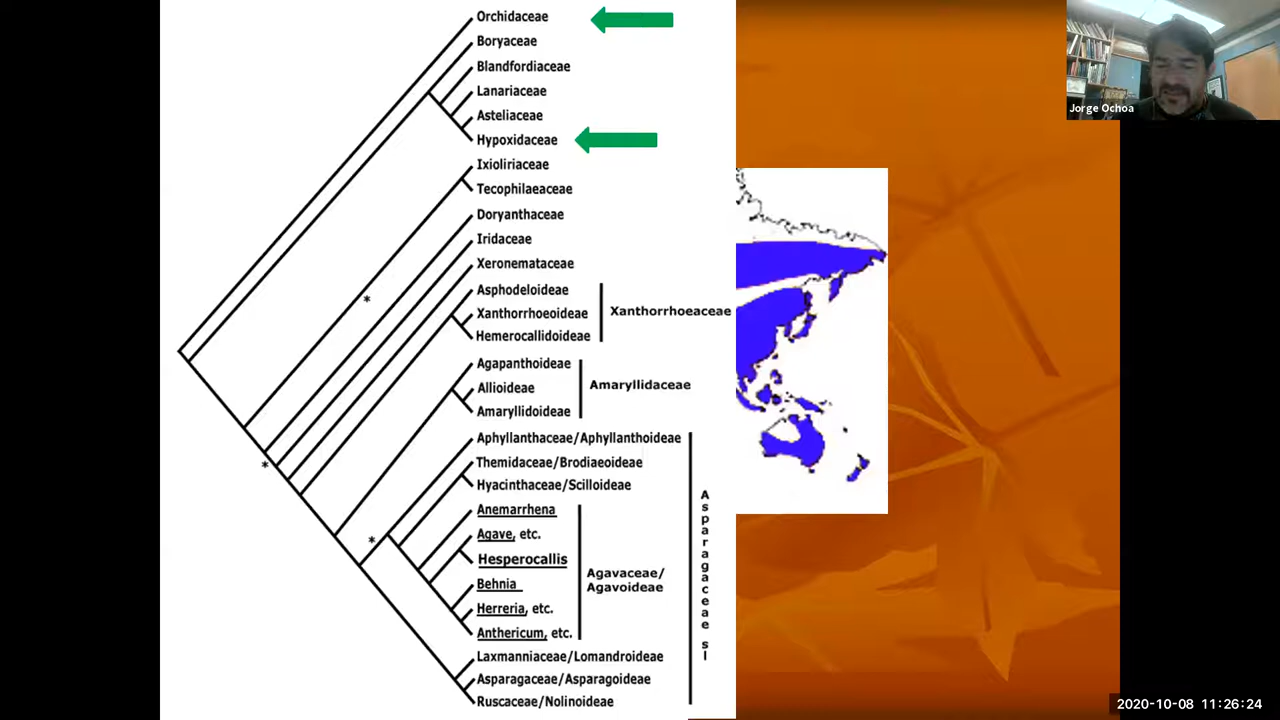 Orchidaceae
Boryaceae
Blandfordiaceae
Lanariaceae
Asteliaceae
Hypoxidaceae
Ixioliriaceae
Tecophilaeaceae
Doryanthaceae
Iridaceae
Xeronemataceae
Asphodeloideae
Xanthorrhoeoideae
Hemerocallidoideae
Xanthorrhoeaceae
Agapanthoideae
Allioideae
Amaryllidoideae
Amaryllidaceae
Aphyllanthaceae/Aphyllanthoideae
Themidaceae/Brodiaeoideae
Hyacinthaceae/Scilloideae
Anemarrhena
Agave, etc.
Hesperocallis
Behnia
Herreria, etc.
Anthericum, etc.
Agavaceae/
Agavoideae
Laxmanniaceae/Lomandroideae
Asparagaceae/Asparagoideae
Ruscaceae/Nolinoideae
Asparagaceae sl
*
*
*
Jorge Ochoa
2020-10-08 11:26:24